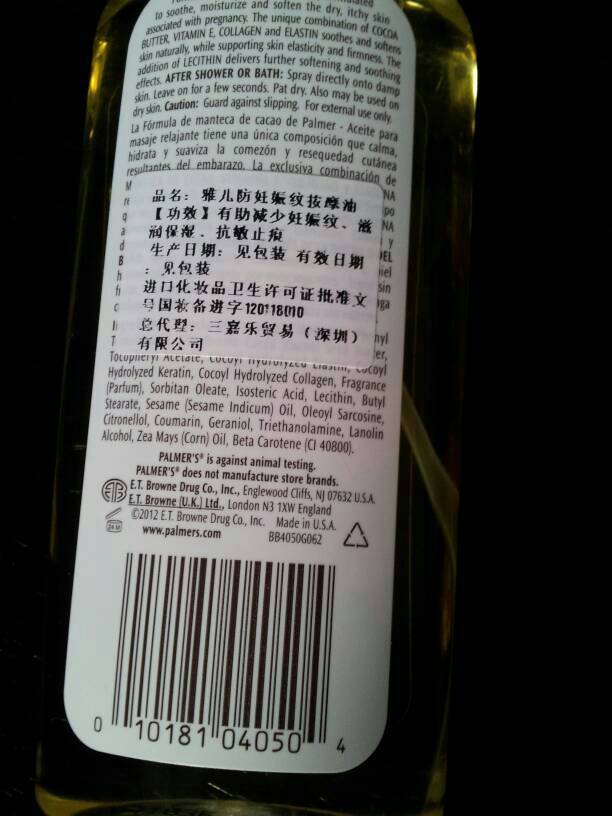 to soothe, moisturize and soften the dry, itchy skin
associated with pregnancy. The unique combination of COCOA
BUTTER, VITAMIN E, COLLAGEN and ELASTIN soothes and softens
skin naturally, while supporting skin elasticity and firmness. The
addition of LECITHIN delivers further softening and soothing
effects. AFTER SHOWER OR BATH: Spray directly onto damp
skin. Leave on for a few seconds. Pat dry. Also may be used on
dry skin. Caution: Guard against slipping. For external use only.
La Fórmula de manteca de cacao de Palmer - Aceite para
masaje relajante tiene una única composición que calma,
hidrata y suaviza la comezón y resequedad cutánea
resultantes del embarazo. La exclusiva combinación de
品名：雅儿防妊娠纹按摩油
【功效】有助减少妊娠纹、滋
润保湿、抗敏止痕
生产日期：见包装 有效日期
：见包装
进口化妆品卫生许可证批准文
号国妆备进字120118010
总代理：三嘉乐贸易（深圳）
有限公司
Tocopheryl Acetate, Cocoyl Hydrolyzed Elastin, Cocoyl
Hydrolyzed Keratin, Cocoyl Hydrolyzed Collagen, Fragrance
(Parfum), Sorbitan Oleate, Isosteric Acid, Lecithin, Butyl
Stearate, Sesame (Sesame Indicum) Oil, Oleoyl Sarcosine,
Citronellol, Coumarin, Geraniol, Triethanolamine, Lanolin
Alcohol, Zea Mays (Corn) Oil, Beta Carotene (CI 40800).
PALMER'S® is against animal testing.
PALMER'S® does not manufacture store brands.
E.T. Browne Drug Co., Inc., Englewood Cliffs, NJ 07632 U.S.A.
E.T. Browne (U.K.) Ltd., London N3 1XW England
©2012 E.T. Browne Drug Co., Inc. Made in U.S.A.
www.palmers.com BB4050G062
24 M
0 10181 04050 4